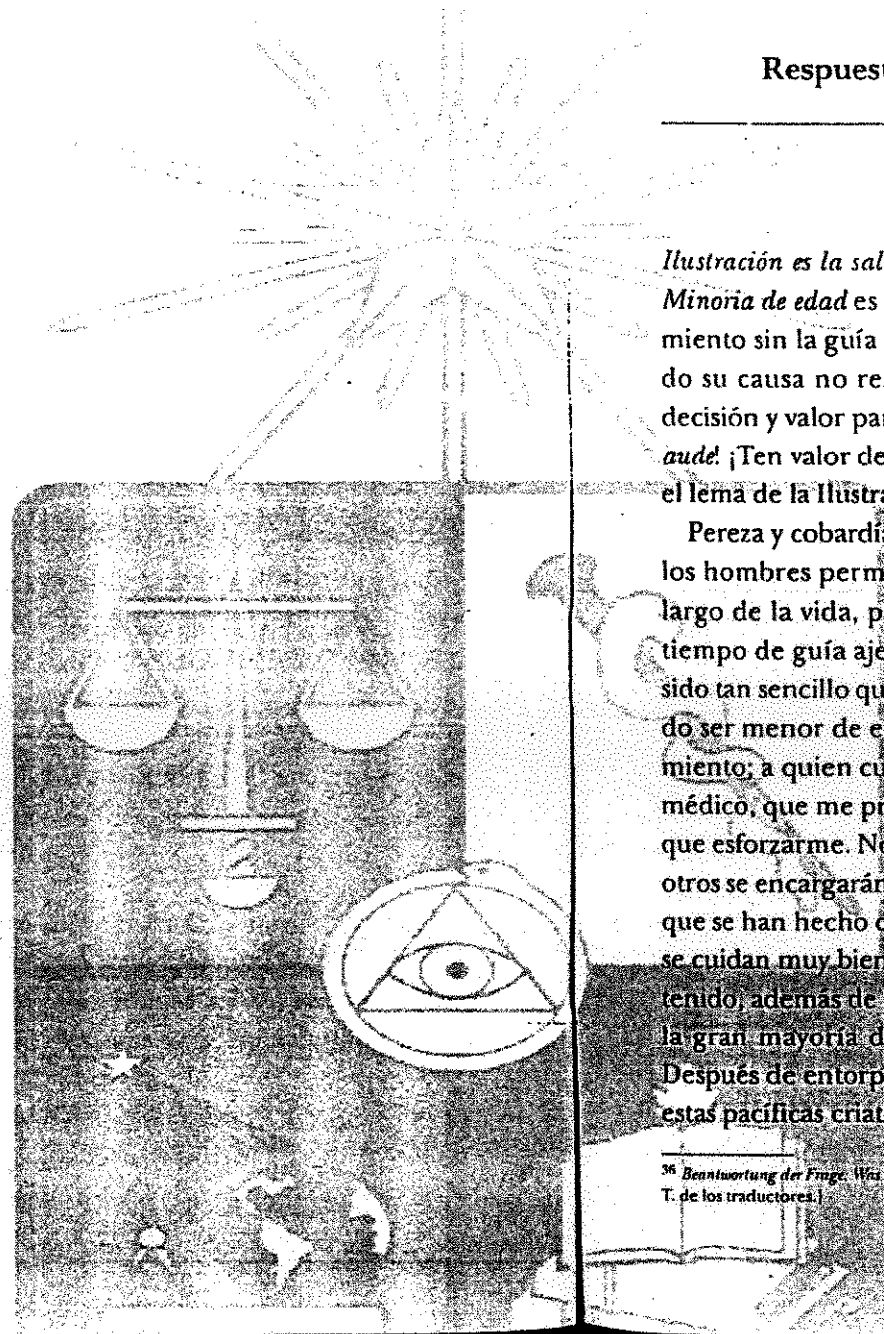 Respuest
Ilustración es la sal
Minoria de edad es
miento sin la guía
do su causa no re
decisión y valor par
aude! ¡Ten valor de
el lema de la Ilustra
Pereza y cobardía
los hombres perm
largo de la vida, p
tiempo de guía aje
sido tan sencillo qu
do ser menor de e
miento; a quien cu
médico, que me pr
que esforzarme. No
otros se encargarán
que se han hecho c
se cuidan muy bien
tenido, además de
la gran mayoría d
Después de entorp
estas pacíficas criat
36 Beantwortung der Frage. Was
T. de los traductores.]